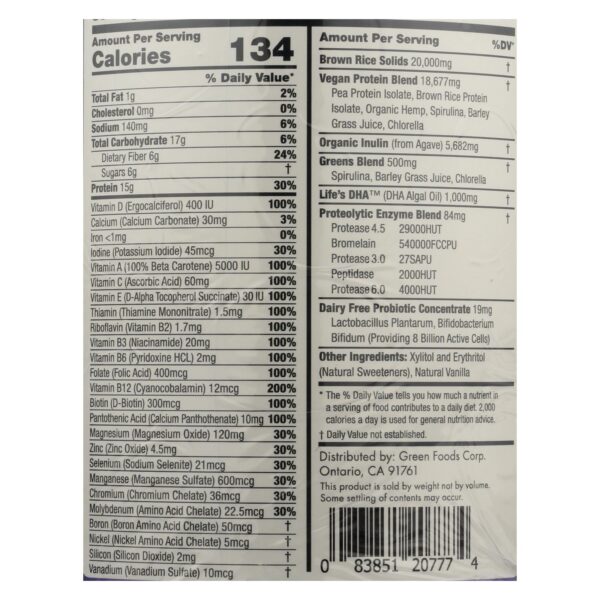 Amount Per Serving
Calories 134
% Daily Value*
Total Fat 1g 2%
Cholesterol 0mg 0%
Sodium 140mg 6%
Total Carbohydrate 17g 6%
Dietary Fiber 6g 24%
Sugars 6g †
Protein 15g 30%
Vitamin D (Ergocalciferol) 400 IU 100%
Calcium (Calcium Carbonate) 30mg 3%
Iron <1mg 0%
Iodine (Potassium Iodide) 45mcg 30%
Vitamin A (100% Beta Carotene) 5000 IU 100%
Vitamin C (Ascorbic Acid) 60mg 100%
Vitamin E (D-Alpha Tocopherol Succinate) 30 IU 100%
Thiamin (Thiamine Mononitrate) 1.5mg 100%
Riboflavin (Vitamin B2) 1.7mg 100%
Vitamin B3 (Niacinamide) 20mg 100%
Vitamin B6 (Pyridoxine HCL) 2mg 100%
Folate (Folic Acid) 400mcg 100%
Vitamin B12 (Cyanocobalamin) 12mcg 200%
Biotin (D-Biotin) 300mcg 100%
Pantothenic Acid (Calcium Panthothenate) 10mg 100%
Magnesium (Magnesium Oxide) 120mg 30%
Zinc (Zinc Oxide) 4.5mg 30%
Selenium (Sodium Selenite) 21mcg 30%
Manganese (Manganese Sulfate) 600mcg 30%
Chromium (Chromium Chelate) 36mcg 30%
Molybdenum (Amino Acid Chelate) 22.5mcg 30%
Boron (Boron Amino Acid Chelate) 50mcg †
Nickel (Nickel Amino Acid Chelate) 5mcg †
Silicon (Silicon Dioxide) 2mg †
Vanadium (Vanadium Sulfate) 10mcg †
Amount Per Serving %DV*
Brown Rice Solids 20,000mg †
Vegan Protein Blend 18,677mg †
Pea Protein Isolate, Brown Rice Protein
Isolate, Organic Hemp, Spirulina, Barley
Grass Juice, Chlorella
Organic Inulin (from Agave) 5,682mg †
Greens Blend 500mg †
Spirulina, Barley Grass Juice, Chlorella
Life's DHA™ (DHA Algal Oil) 1,000mg †
Proteolytic Enzyme Blend 84mg †
Protease 4.5 29000HUT
Bromelain 540000FCCPU
Protease 3.0 27SAPU
Peptidase 2000HUT
Protease 6.0 4000HUT
Dairy Free Probiotic Concentrate 19mg
Lactobacillus Plantarum, Bifidobacterium
Bifidum (Providing 8 Billion Active Cells)
Other Ingredients: Xylitol and Erythritol
(Natural Sweeteners), Natural Vanilla
* The % Daily Value tells you how much a nutrient in
a serving of food contributes to a daily diet. 2,000
calories a day is used for general nutrition advice.
† Daily Value not established.
Distributed by: Green Foods Corp.
Ontario, CA 91761
This product is sold by weight not by volume.
Some settling of contents may occur.
0 83851 20777 4